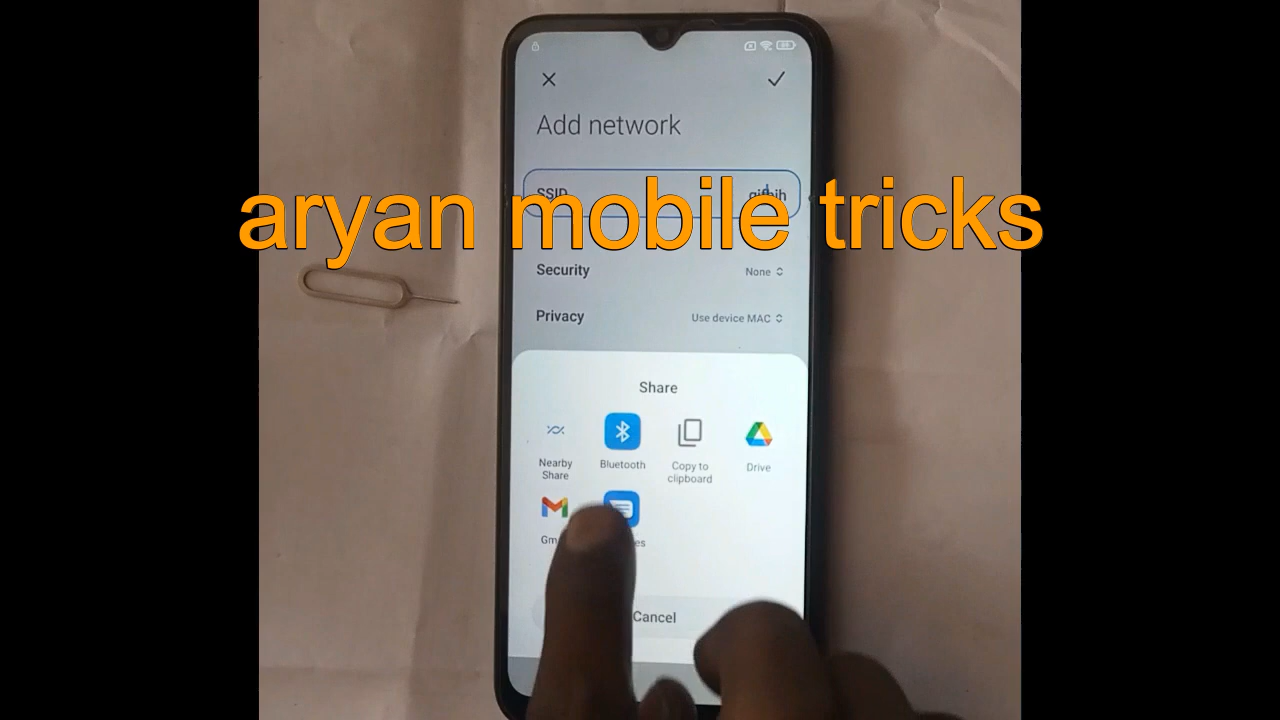 Add network
SSID
aryan mobile tricks
Security
None
Privacy
Use device MAC
Share
Nearby
Share
Bluetooth
Copy to
clipboard
Drive
Cancel